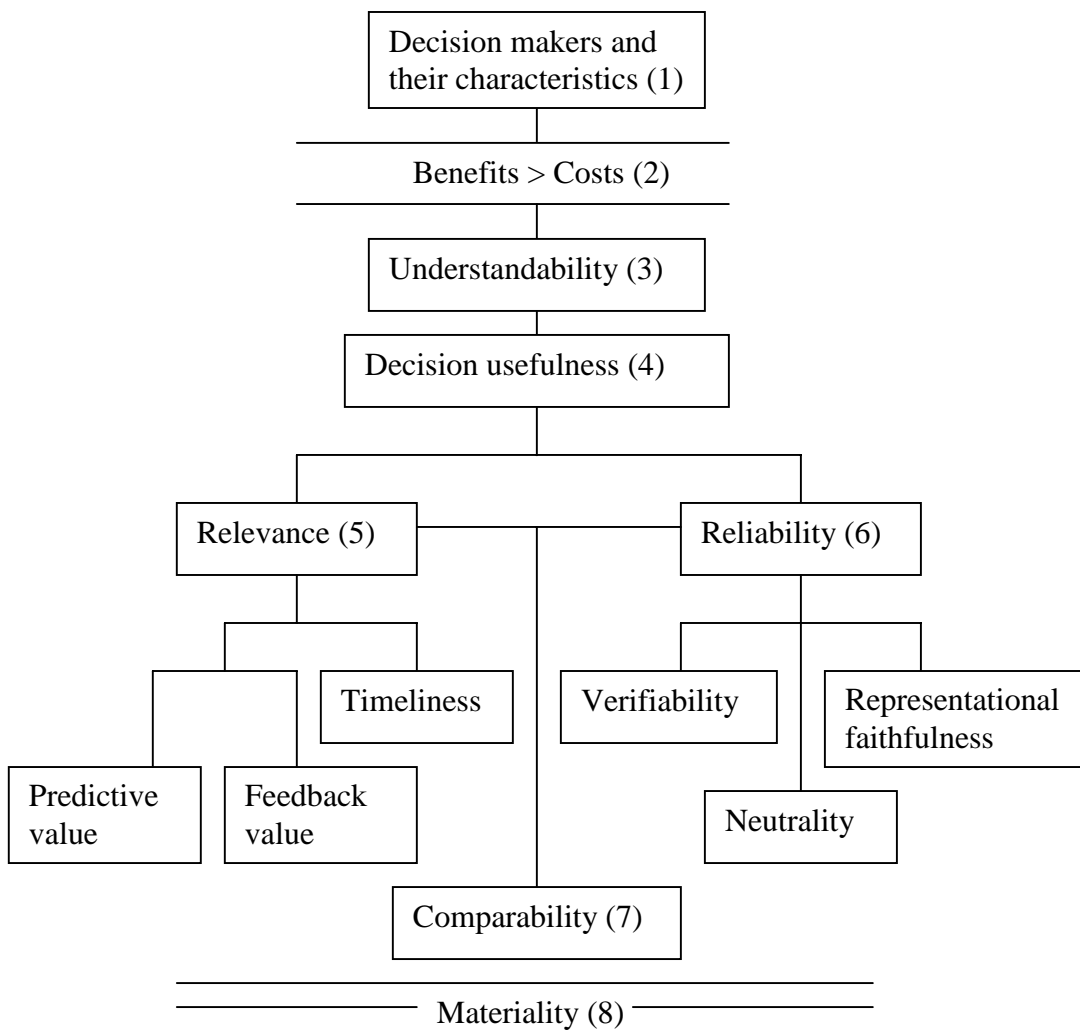 Decision makers and
their characteristics (1)
Benefits > Costs (2)
Understandability (3)
Decision usefulness (4)
Relevance (5)
Reliability (6)
Timeliness
Verifiability
Representational
faithfulness
Predictive
value
Feedback
value
Neutrality
Comparability (7)
Materiality (8)